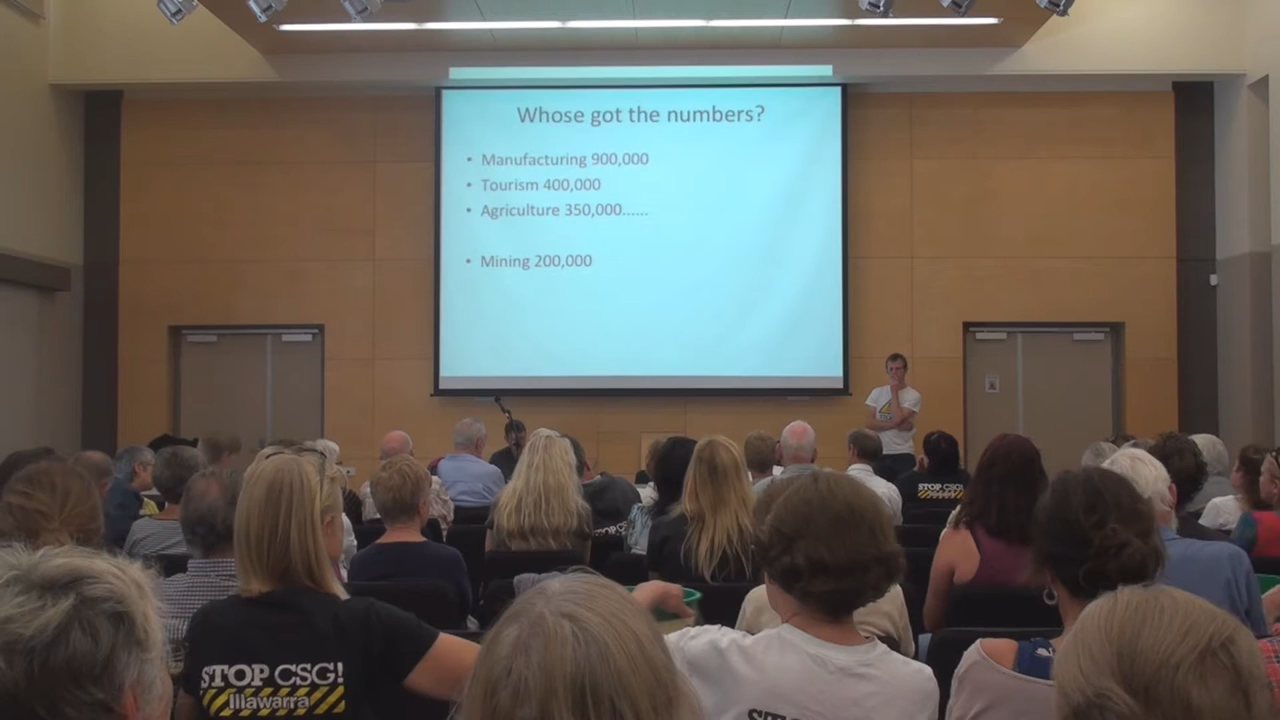 Whose got the numbers?
• Manufacturing 900,000
• Tourism 400,000
• Agriculture 350,000......
• Mining 200,000
STOP CSG!
STOP CSG!
Illawarra